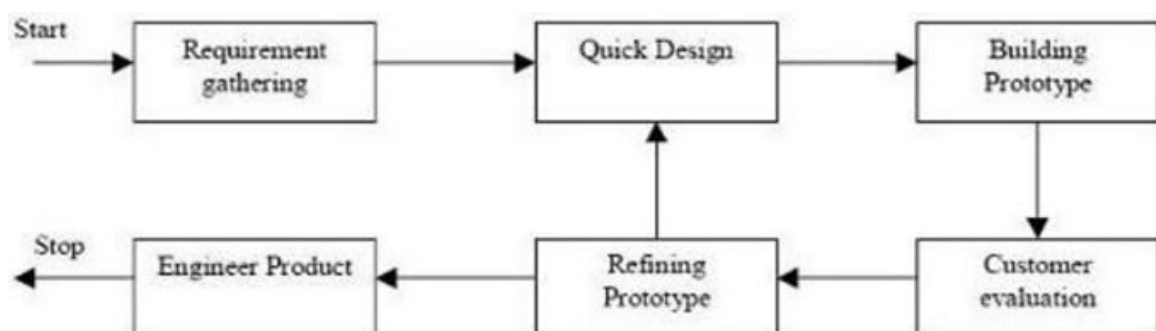 Start
Requirement
gathering
Quick Design
Building
Prototype
Stop
Engineer Product
Refining
Prototype
Customer
evaluation